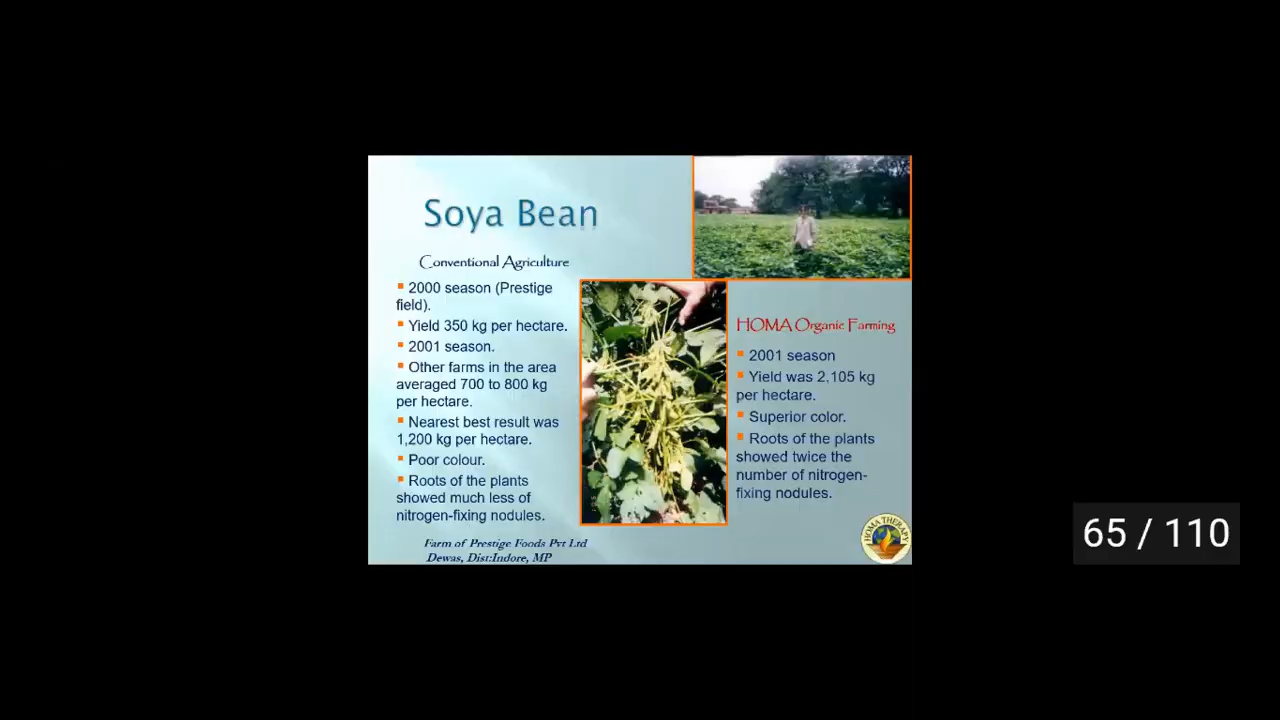 Soya Bean
Conventional Agriculture
2000 season (Prestige
field).
Yield 350 kg per hectare.
2001 season.
Other farms in the area
averaged 700 to 800 kg
per hectare.
Nearest best result was
1,200 kg per hectare.
Poor colour.
Roots of the plants
showed much less of
nitrogen-fixing nodules.
Farm of Prestige Foods Pvt Ltd
Dewas, Dist:Indore, MP
HOMA Organic Farming
2001 season
Yield was 2,105 kg
per hectare.
Superior color.
Roots of the plants
showed twice the
number of nitrogen-
fixing nodules.
HOMA THERAPY
65 / 110